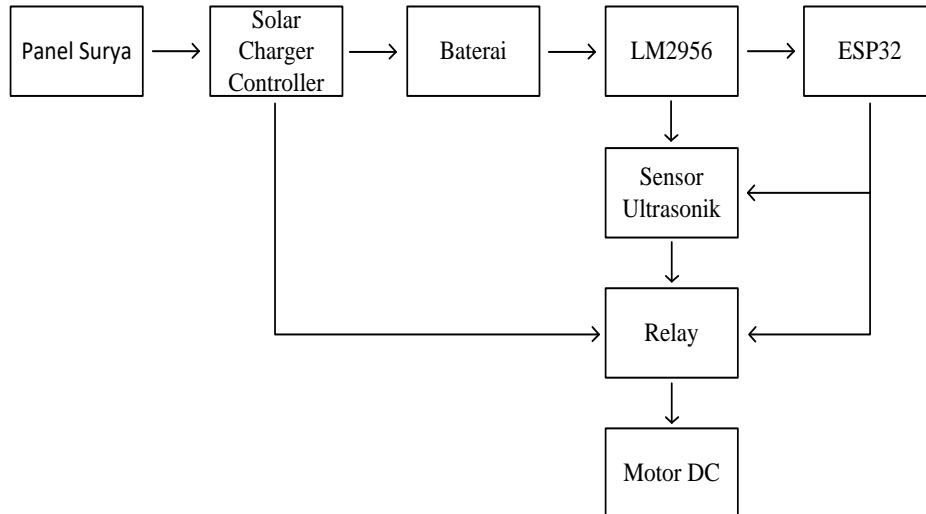 Panel Surya
Solar
Charger
Controller
Baterai
LM2956
ESP32
Sensor
Ultrasonik
Relay
Motor DC